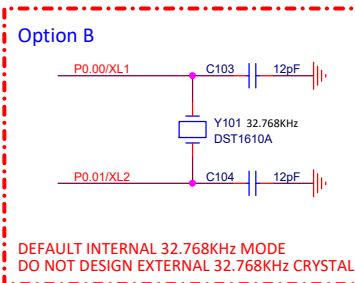 Option B
P0.00/XL1 C103 12pF
Y101 32.768KHz
DST1610A
P0.01/XL2 C104 12pF
DEFAULT INTERNAL 32.768KHz MODE
DO NOT DESIGN EXTERNAL 32.768KHz CRYSTAL